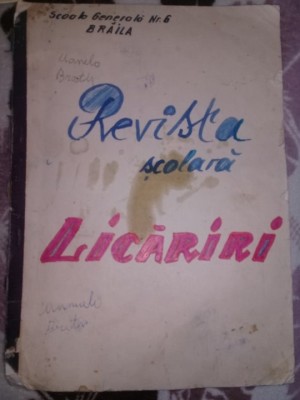 Școala Generală Nr. 6
BRĂILA
Revista
școlară
LICĂRIRI